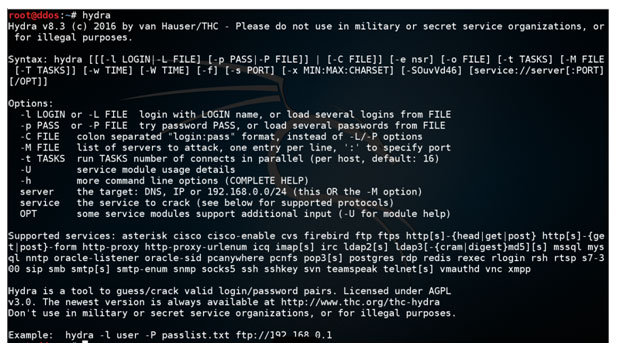 root@ddos:~# hydra
Hydra v8.3 (c) 2016 by van Hauser/THC - Please do not use in military or secret service organizations, or
 for illegal purposes.

Syntax: hydra [[[-l LOGIN|-L FILE] [-p PASS|-P FILE]] | [-C FILE]] [-e nsr] [-o FILE] [-t TASKS] [-M FILE
 [-T TASKS]] [-w TIME] [-W TIME] [-f] [-s PORT] [-x MIN:MAX:CHARSET] [-SOuvVd46] [service://server[:PORT]
[/OPT]]

Options:
  -l LOGIN or -L FILE  login with LOGIN name, or load several logins from FILE
  -p PASS  or -P FILE  try password PASS, or load several passwords from FILE
  -C FILE   colon separated "login:pass" format, instead of -L/-P options
  -M FILE   list of servers to attack, one entry per line, ':' to specify port
  -t TASKS  run TASKS number of connects in parallel (per host, default: 16)
  -U        service module usage details
  -h        more command line options (COMPLETE HELP)
  server    the target: DNS, IP or 192.168.0.0/24 (this OR the -M option)
  service   the service to crack (see below for supported protocols)
  OPT       some service modules support additional input (-U for module help)

Supported services: asterisk cisco cisco-enable cvs firebird ftp ftps http[s]-{head|get|post} http[s]-{ge
t|post}-form http-proxy http-proxy-urlenum icq imap[s] irc ldap2[s] ldap3[-{cram|digest}md5][s] mssql mys
ql nntp oracle-listener oracle-sid pcanywhere pcnfs pop3[s] postgres rdp redis rexec rlogin rsh rtsp s7-3
00 sip smb smtp[s] smtp-enum snmp socks5 ssh sshkey svn teamspeak telnet[s] vmauthd vnc xmpp

Hydra is a tool to guess/crack valid login/password pairs. Licensed under AGPL
v3.0. The newest version is always available at http://www.thc.org/thc-hydra
Don't use in military or secret service organizations, or for illegal purposes.

Example:  hydra -l user -P passlist.txt ftp://192.168.0.1